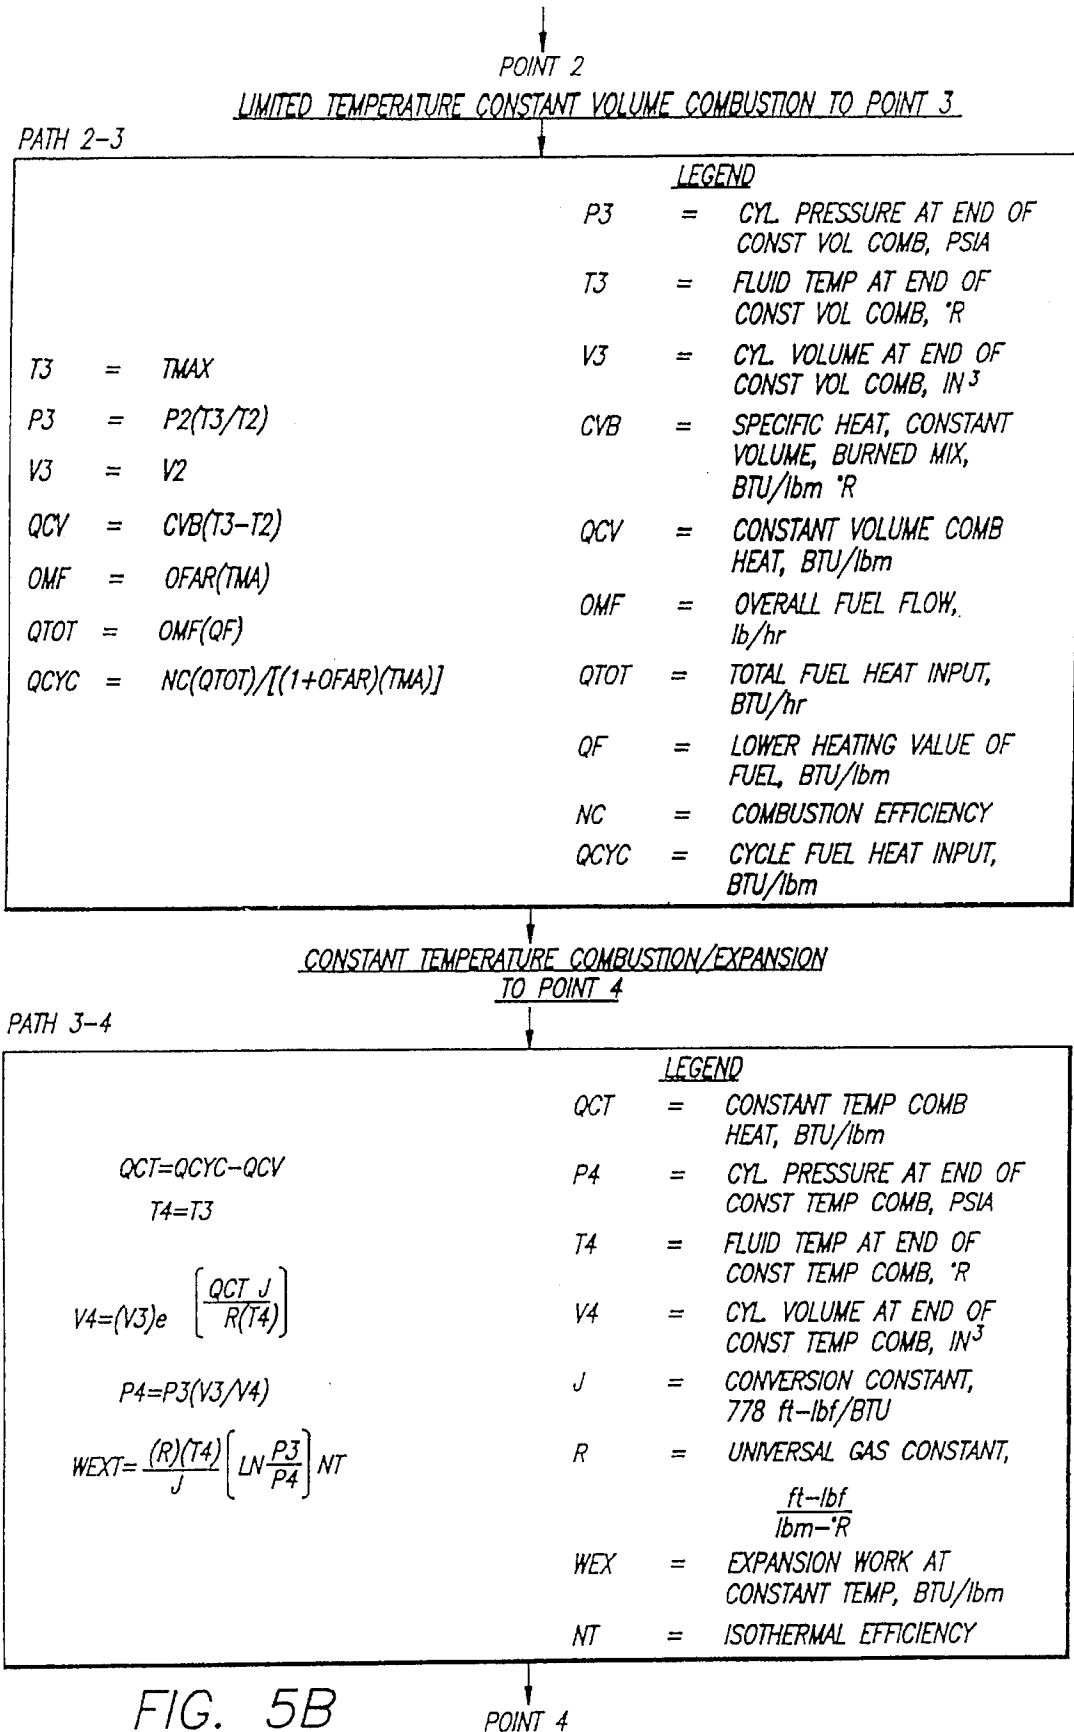 POINT 2
LIMITED TEMPERATURE CONSTANT VOLUME COMBUSTION TO POINT 3
PATH 2-3
T3 = TMAX
P3 = P2(T3/T2)
V3 = V2
QCV = CVB(T3-T2)
OMF = OFAR(TMA)
QTOT = OMF(QF)
QCYC = NC(QTOT)/[(1+OFAR)(TMA)]
LEGEND
P3 = CYL. PRESSURE AT END OF
CONST VOL COMB, PSIA
T3 = FLUID TEMP AT END OF
CONST VOL COMB, °R
V3 = CYL. VOLUME AT END OF
CONST VOL COMB, IN³
CVB = SPECIFIC HEAT, CONSTANT
VOLUME, BURNED MIX,
BTU/lbm °R
QCV = CONSTANT VOLUME COMB
HEAT, BTU/lbm
OMF = OVERALL FUEL FLOW,
lb/hr
QTOT = TOTAL FUEL HEAT INPUT,
BTU/hr
QF = LOWER HEATING VALUE OF
FUEL, BTU/lbm
NC = COMBUSTION EFFICIENCY
QCYC = CYCLE FUEL HEAT INPUT,
BTU/lbm
CONSTANT TEMPERATURE COMBUSTION/EXPANSION
TO POINT 4
PATH 3-4
QCT=QCYC-QCV
T4=T3
V4=(V3)e [QCT J / R(T4)]
P4=P3(V3/V4)
WEXT= (R)(T4)/J [LN P3/P4] NT
LEGEND
QCT = CONSTANT TEMP COMB
HEAT, BTU/lbm
P4 = CYL. PRESSURE AT END OF
CONST TEMP COMB, PSIA
T4 = FLUID TEMP AT END OF
CONST TEMP COMB, °R
V4 = CYL. VOLUME AT END OF
CONST TEMP COMB, IN³
J = CONVERSION CONSTANT,
778 ft-lbf/BTU
R = UNIVERSAL GAS CONSTANT,
ft-lbf
lbm-°R
WEX = EXPANSION WORK AT
CONSTANT TEMP, BTU/lbm
NT = ISOTHERMAL EFFICIENCY
FIG. 5B
POINT 4